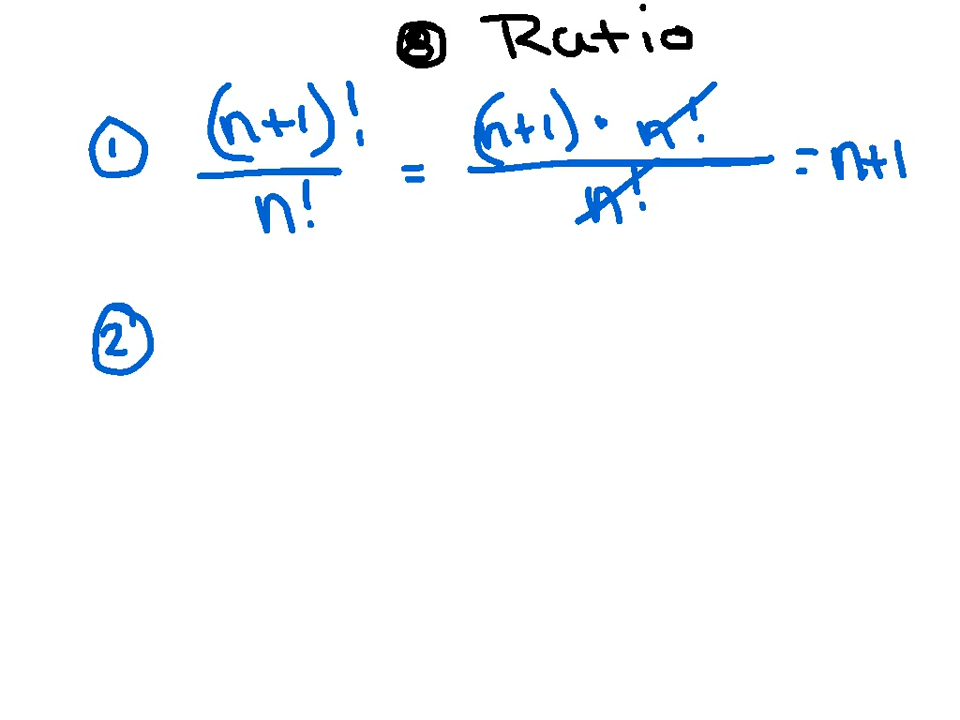 ⑧ Ratio
① (n+1)! / n! = (n+1) · n! / n! = n+1
②